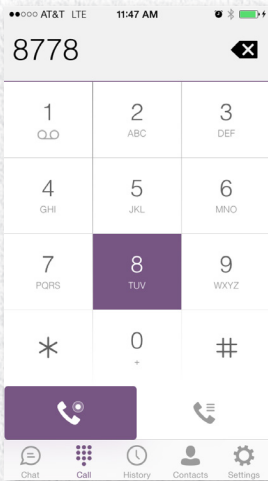 AT&T LTE 11:47 AM
8778
1 2 3
ABC DEF
4 5 6
GHI JKL MNO
7 8 9
PQRS TUV WXYZ
* 0 #
+
Chat Call History Contacts Settings